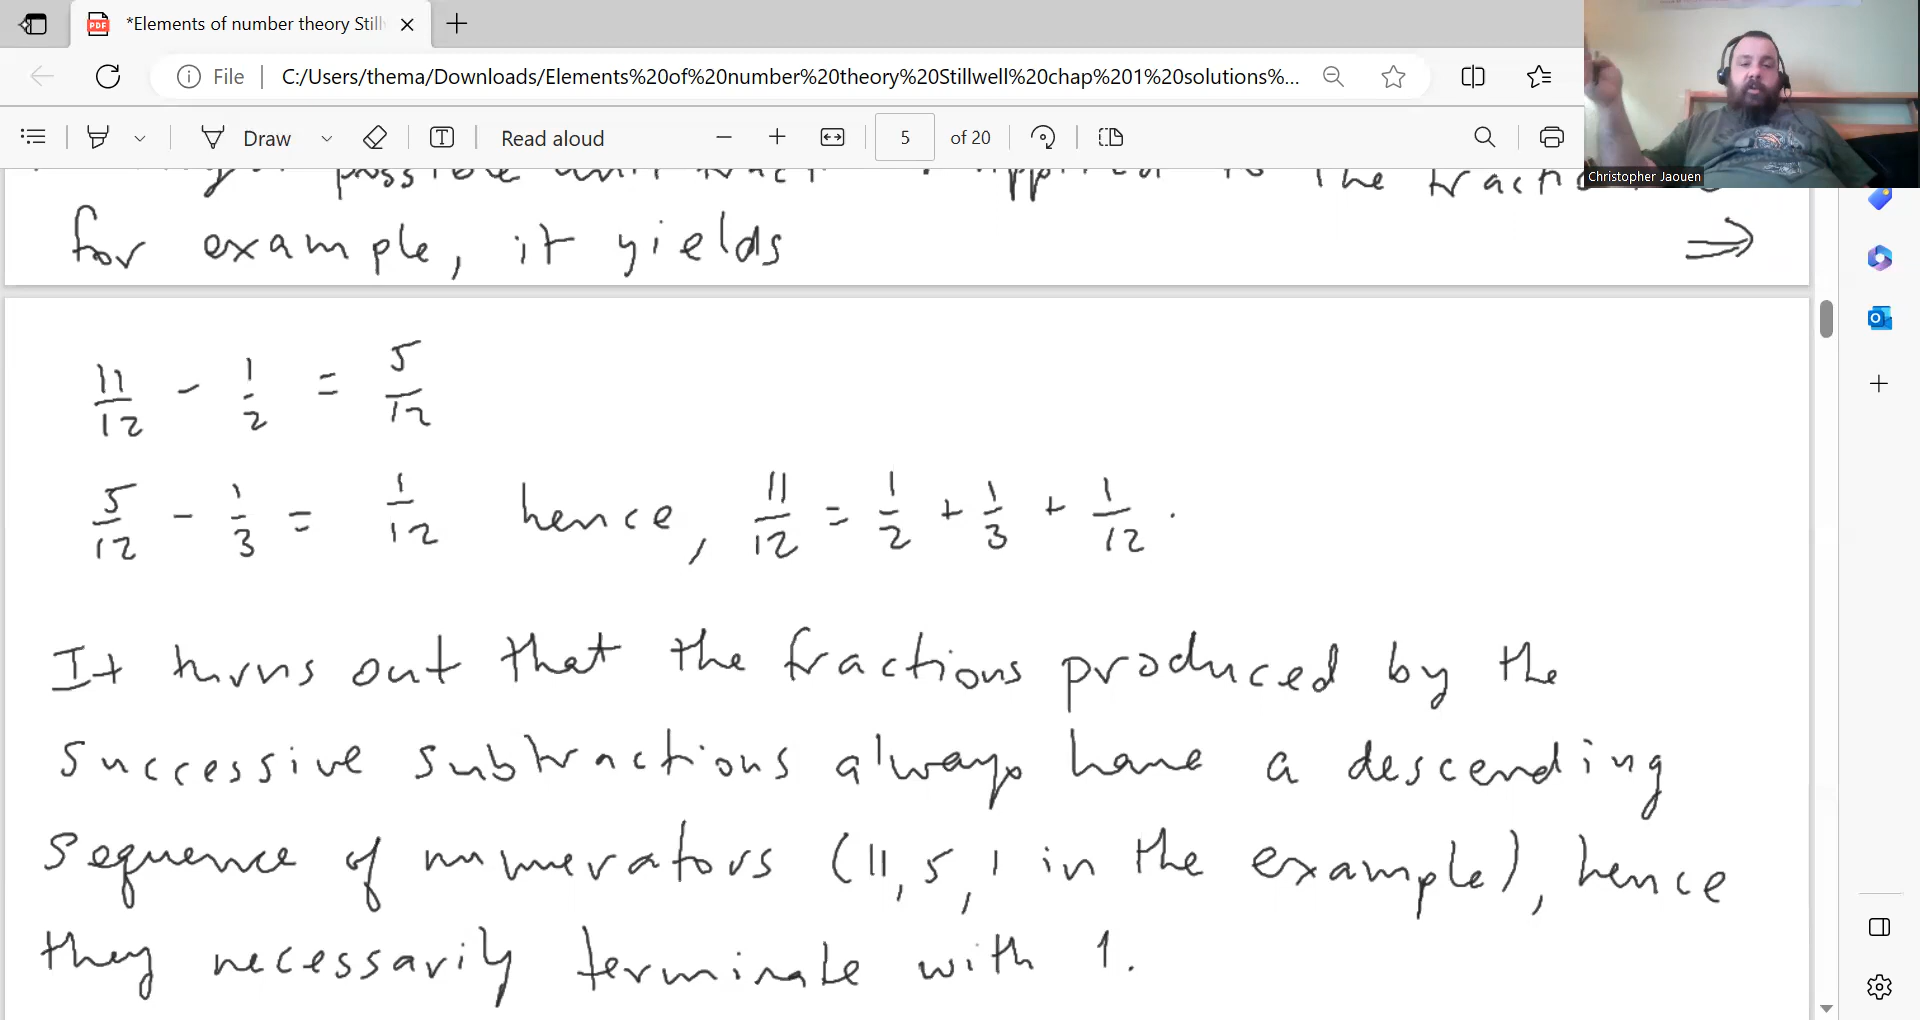 *Elements of number theory Still
File
C:/Users/thema/Downloads/Elements%20of%20number%20theory%20Stillwell%20chap%201%20solutions%...
Draw
Read aloud
5 of 20
Christopher Jaouen
the
for example, it yields ⇒
11/12 - 1/2 = 5/12
5/12 - 1/3 = 1/12 hence, 11/12 = 1/2 + 1/3 + 1/12 .
It turns out that the fractions produced by the
successive subtractions always have a descending
sequence of numerators (11, 5, 1 in the example), hence
they necessarily terminate with 1.